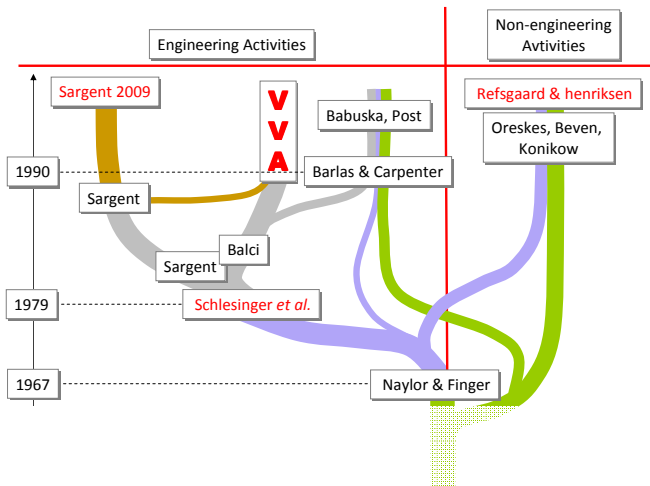 Engineering Activities
Non-engineering
Avtivities
Sargent 2009
V
V
A
Babuska, Post
Refsgaard & henriksen
Oreskes, Beven,
Konikow
1990
Barlas & Carpenter
Sargent
Balci
Sargent
1979
Schlesinger et al.
1967
Naylor & Finger